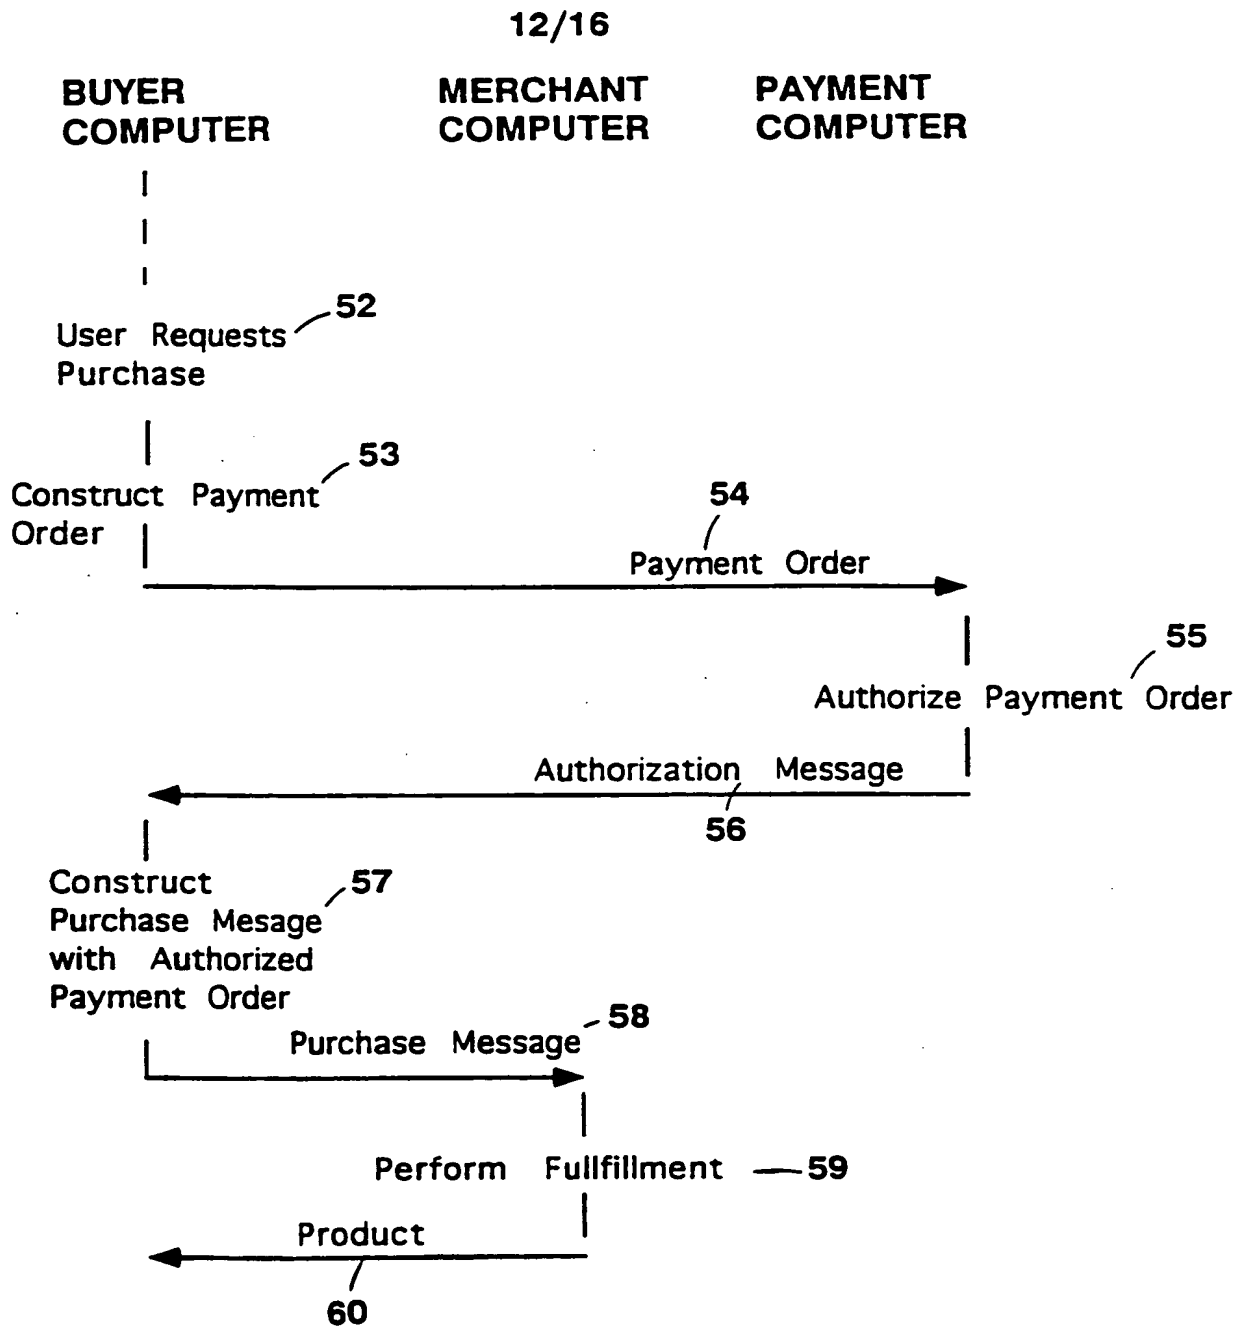 12/16
BUYER
COMPUTER
MERCHANT
COMPUTER
PAYMENT
COMPUTER
52
User Requests
Purchase
53
Construct Payment
Order
54
Payment Order
55
Authorize Payment Order
Authorization Message
56
Construct
57
Purchase Mesage
with Authorized
Payment Order
58
Purchase Message
Perform Fullfillment
59
Product
60